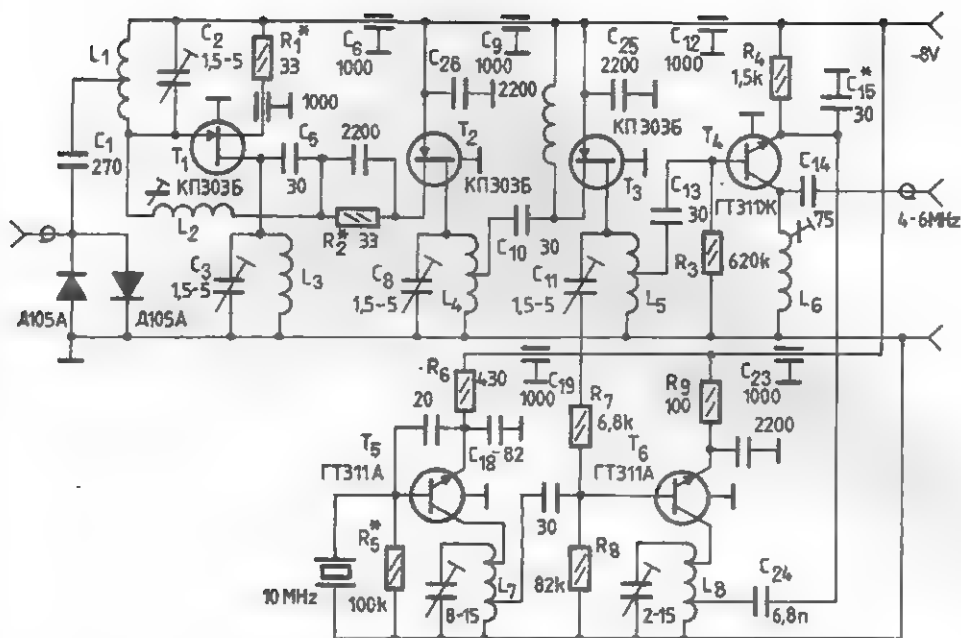 L1
C2
1,5-5
R1*
33
C6
1000
C9
1000
C25
2200
C12
1000
R4
1,5k
C15*
30
-8V
C26
2200
1000
C1
270
T1
КП303Б
C5
30
2200
T2
КП303Б
КП303Б
T3
C13
30
T4
ГТ311Ж
C14
75
4-6MHz
L2
R2*
33
C10
30
R3
620k
C3
1,5-5
L3
C8
1,5-5
L4
C11
1,5-5
L5
L6
Д105А
Д105А
R6
430
C19
1000
R7
6,8k
R9
100
C23
1000
2200
20
T5
ГТ311А
C18-82
T6
ГТ311А
30
R5*
100k
10MHz
8-15
L7
R8
82k
2-15
L8
C24
6,8п